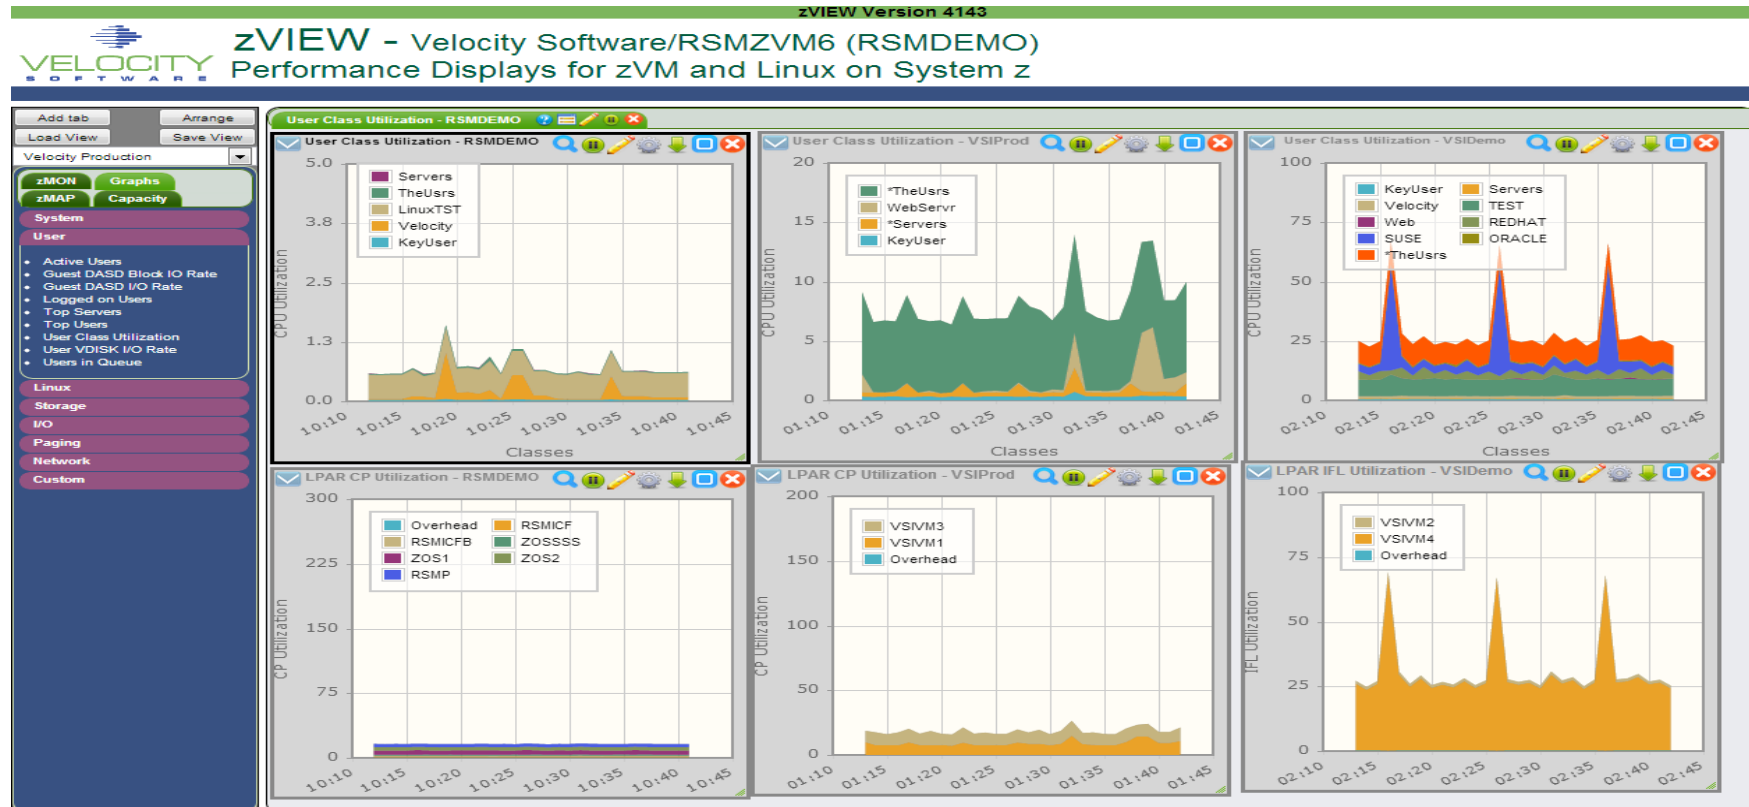 zVIEW Version 4143
VELOCITY
SOFTWARE
zVIEW - Velocity Software/RSMZVM6 (RSMDEMO)
Performance Displays for zVM and Linux on System z
Add tab
Arrange
Load View
Save View
Velocity Production
zMON
Graphs
zMAP
Capacity
System
User
Active Users
Guest DASD Block IO Rate
Guest DASD I/O Rate
Logged on Users
Top Servers
Top Users
User Class Utilization
User VDISK I/O Rate
Users in Queue
Linux
Storage
I/O
Paging
Network
Custom
User Class Utilization - RSMDEMO
User Class Utilization - RSMDEMO
5.0
3.8
2.5
1.3
0.0
CPU Utilization
Servers
TheUsrs
LinuxTST
Velocity
KeyUser
10:10 10:15 10:20 10:25 10:30 10:35 10:40 10:45
Classes
User Class Utilization - VSIProd
20
15
10
5
0
CPU Utilization
*TheUsrs
WebServr
*Servers
KeyUser
01:10 01:15 01:20 01:25 01:30 01:35 01:40 01:45
Classes
User Class Utilization - VSIDemo
100
75
50
25
0
CPU Utilization
KeyUser
Servers
Velocity
TEST
Web
REDHAT
SUSE
ORACLE
*TheUsrs
02:10 02:15 02:20 02:25 02:30 02:35 02:40 02:45
Classes
LPAR CP Utilization - RSMDEMO
300
225
150
75
0
CP Utilization
Overhead
RSMICF
RSMICFB
ZOSSSS
ZOS1
ZOS2
RSMP
10:10 10:15 10:20 10:25 10:30 10:35 10:40 10:45
LPAR CP Utilization - VSIProd
200
150
100
50
0
CP Utilization
VSIVM3
VSIVM1
Overhead
01:10 01:15 01:20 01:25 01:30 01:35 01:40 01:45
LPAR IFL Utilization - VSIDemo
100
75
50
25
0
IFL Utilization
VSIVM2
VSIVM4
Overhead
02:10 02:15 02:20 02:25 02:30 02:35 02:40 02:45